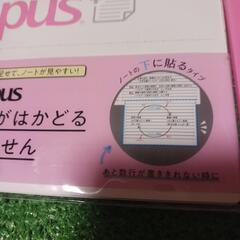 pus
足せて、ノートが見やすい!
pus
がはかどる
せん
ノートの下に貼るタイプ
あと数行が書ききれない時に